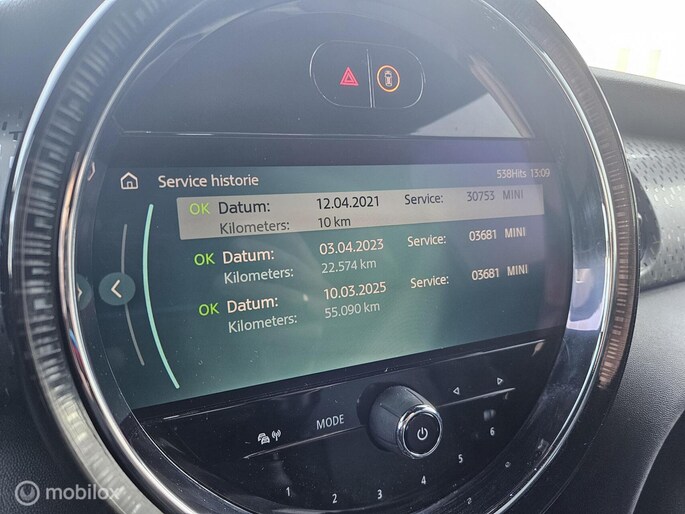 Service historie 538Hits 13:09
OK Datum: 12.04.2021 Service: 30753 MINI
Kilometers: 10 km
OK Datum: 03.04.2023 Service: 03681 MINI
Kilometers: 22.574 km
OK Datum: 10.03.2025 Service: 03681 MINI
Kilometers: 55.090 km
MODE
1 2 3 4 5 6
mobilox